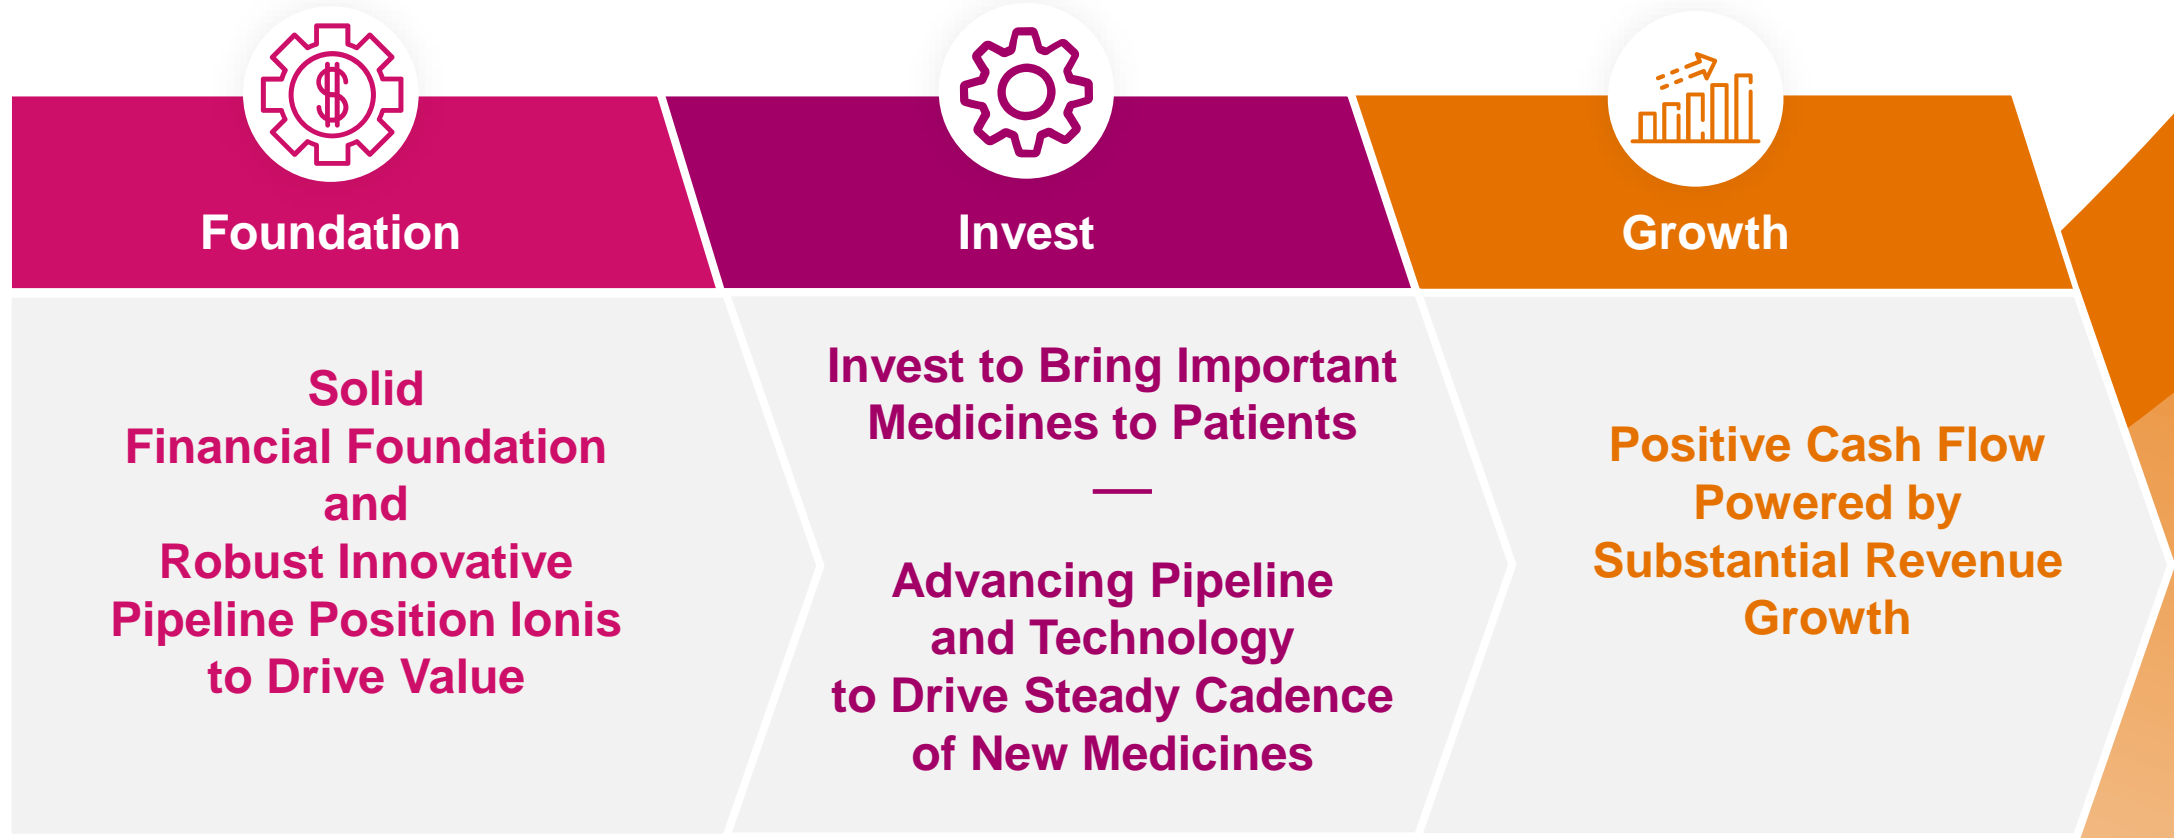 Foundation
Solid
Financial Foundation
and
Robust Innovative
Pipeline Position Ionis
to Drive Value
Invest
Invest to Bring Important
Medicines to Patients
Advancing Pipeline
and Technology
to Drive Steady Cadence
of New Medicines
Growth
Positive Cash Flow
Powered by
Substantial Revenue
Growth